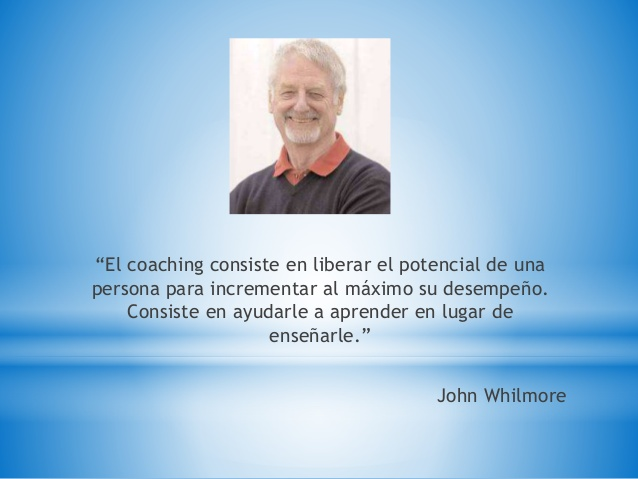 “El coaching consiste en liberar el potencial de una
persona para incrementar al máximo su desempeño.
Consiste en ayudarle a aprender en lugar de
enseñarle.”
John Whilmore